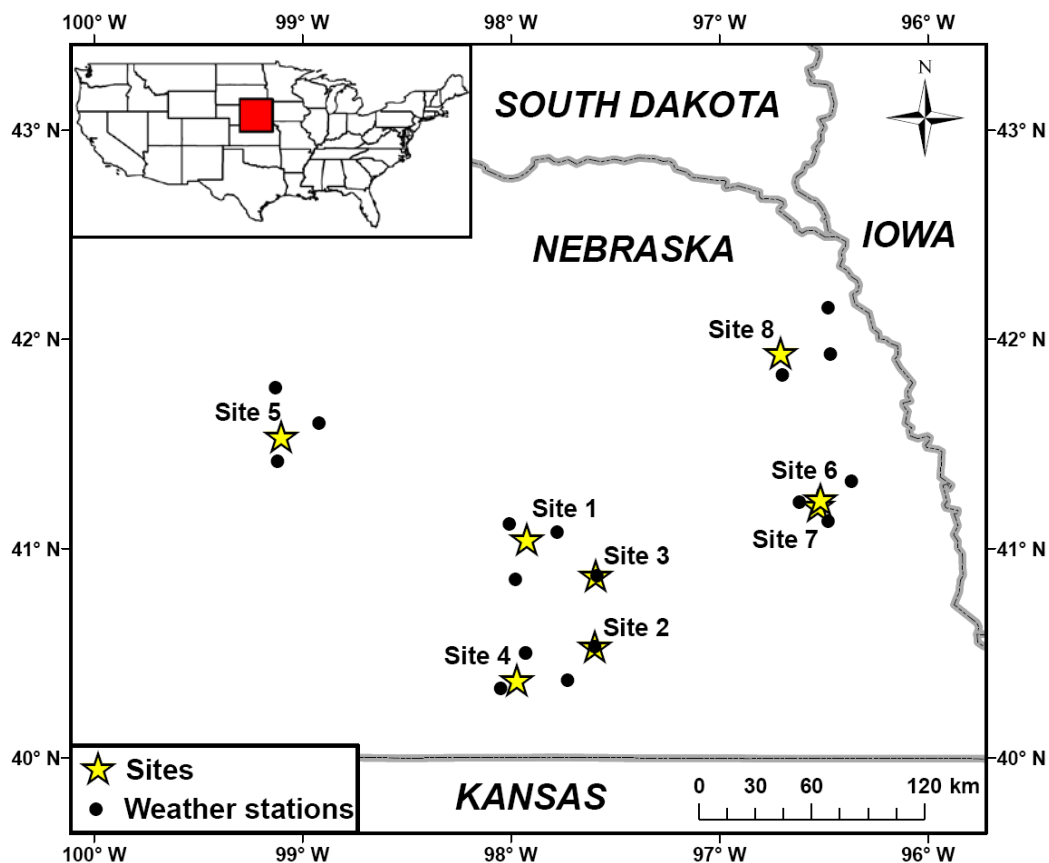 100° W 99° W 98° W 97° W 96° W
N
SOUTH DAKOTA
43° N 43° N
IOWA
NEBRASKA
42° N 42° N
Site 8
Site 5
Site 6
Site 1
Site 7
41° N 41° N
Site 3
Site 2
Site 4
40° N 40° N
Sites
Weather stations
KANSAS
0 30 60 120 km
100° W 99° W 98° W 97° W 96° W